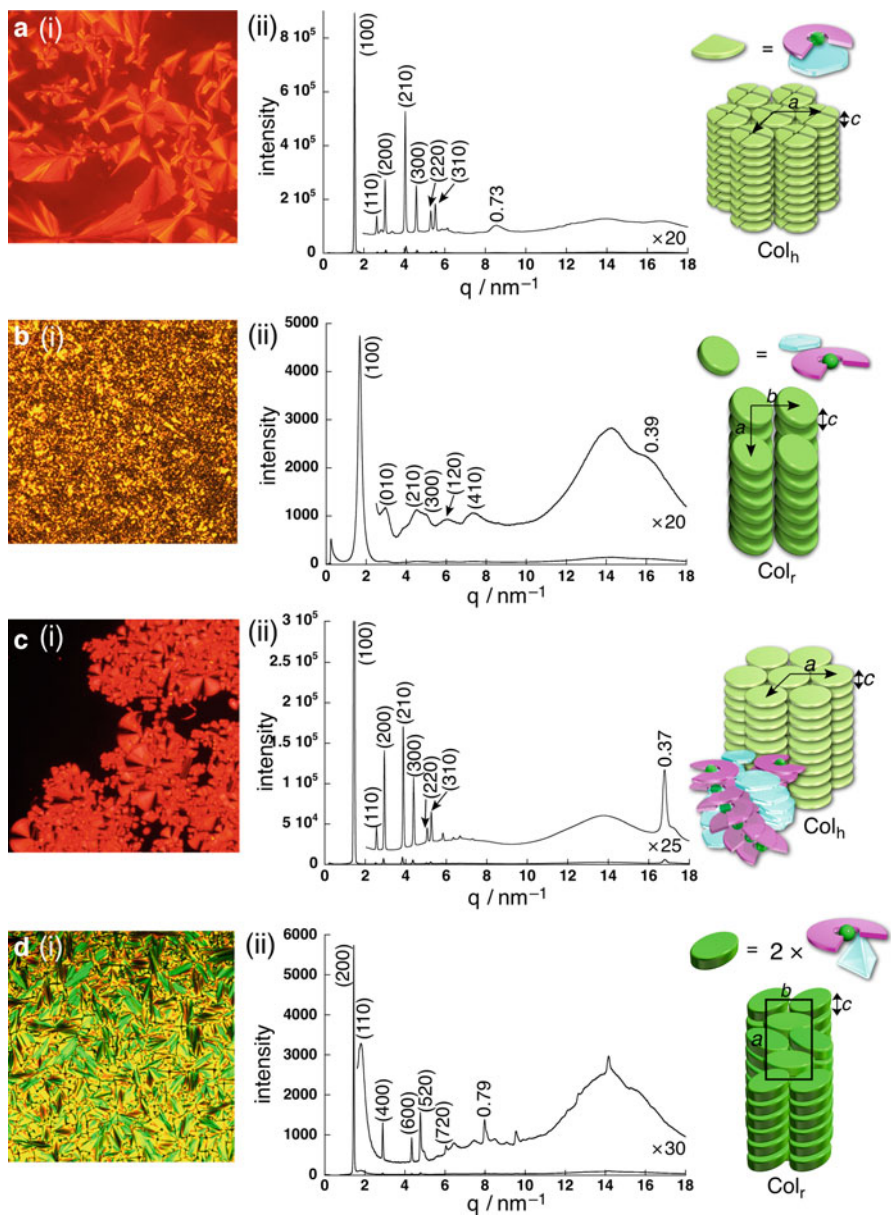 a (i)
(ii)
intensity
8 10⁵
6 10⁵
4 10⁵
2 10⁵
0
(100)
(110)
(200)
(210)
(300)
(220)
(310)
0.73
×20
0 2 4 6 8 10 12 14 16 18
q / nm⁻¹
=
a
c
Colₕ
b (i)
(ii)
intensity
5000
4000
3000
2000
1000
0
(100)
(010)
(210)
(300)
(120)
(410)
0.39
×20
0 2 4 6 8 10 12 14 16 18
q / nm⁻¹
=
b
a
c
Colᵣ
c (i)
(ii)
intensity
3 10⁵
2.5 10⁵
2 10⁵
1.5 10⁵
1 10⁵
5 10⁴
0
(100)
(110)
(200)
(210)
(300)
(220)
(310)
0.37
×25
0 2 4 6 8 10 12 14 16 18
q / nm⁻¹
a
c
Colₕ
d (i)
(ii)
intensity
6000
5000
4000
3000
2000
1000
0
(200)
(110)
(400)
(600)
(520)
(720)
0.79
×30
0 2 4 6 8 10 12 14 16 18
q / nm⁻¹
= 2 ×
b
a
c
Colᵣ